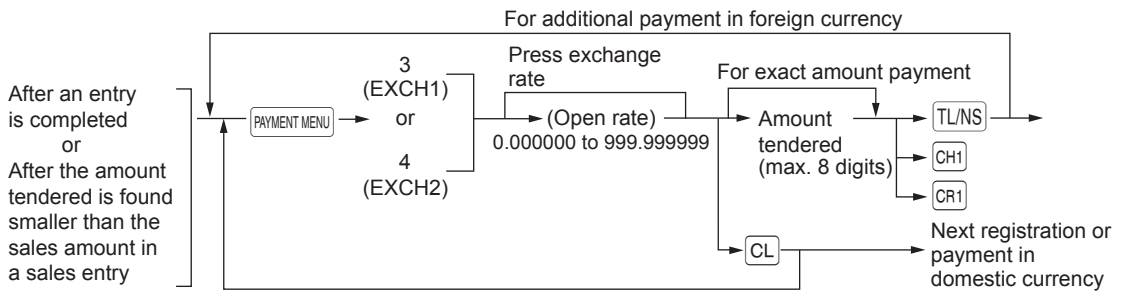 For additional payment in foreign currency
Press exchange
rate
For exact amount payment
After an entry
is completed
or
After the amount
tendered is found
smaller than the
sales amount in
a sales entry
PAYMENT MENU
3
(EXCH1)
or
4
(EXCH2)
(Open rate)
0.000000 to 999.999999
Amount
tendered
(max. 8 digits)
TL/NS
CH1
CR1
CL
Next registration or
payment in
domestic currency